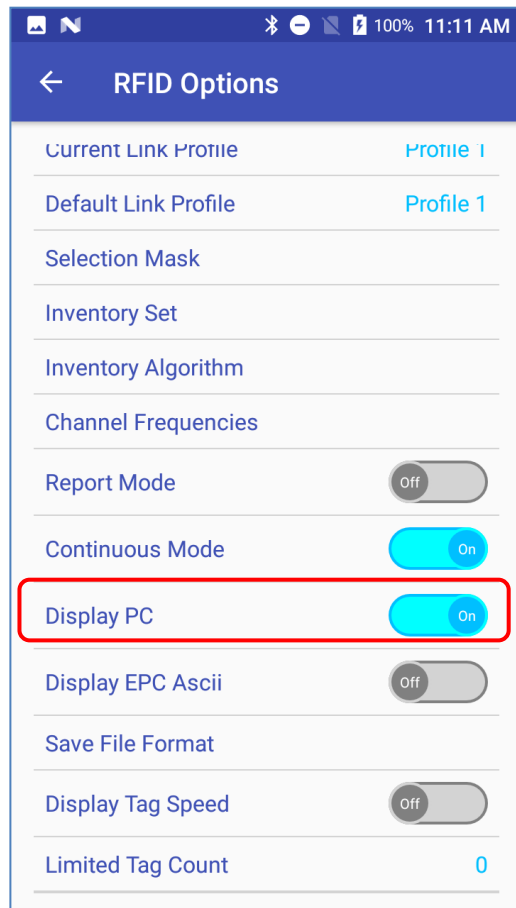 100% 11:11 AM
RFID Options
Current Link Profile Profile 1
Default Link Profile Profile 1
Selection Mask
Inventory Set
Inventory Algorithm
Channel Frequencies
Report Mode Off
Continuous Mode On
Display PC On
Display EPC Ascii Off
Save File Format
Display Tag Speed Off
Limited Tag Count 0